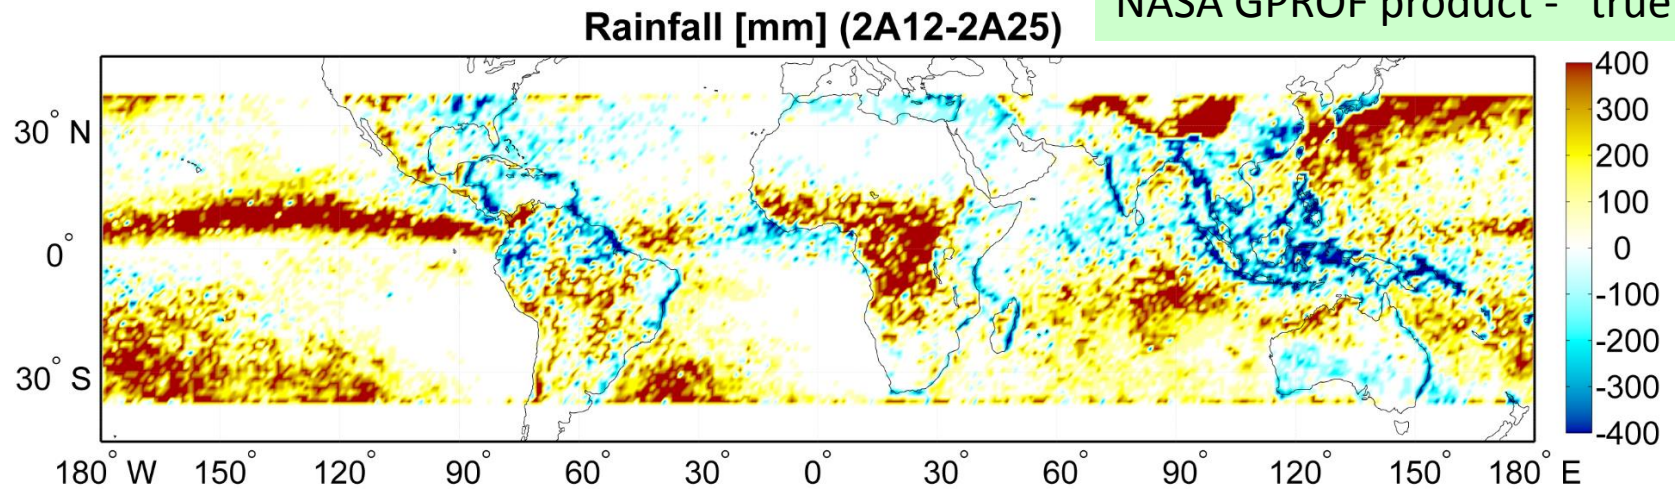 NASA GPROF product - "true
Rainfall [mm] (2A12-2A25)
400
300
200
100
0
-100
-200
-300
-400
30° N
0°
30° S
180° W 150° 120° 90° 60° 30° 0° 30° 60° 90° 120° 150° 180° E